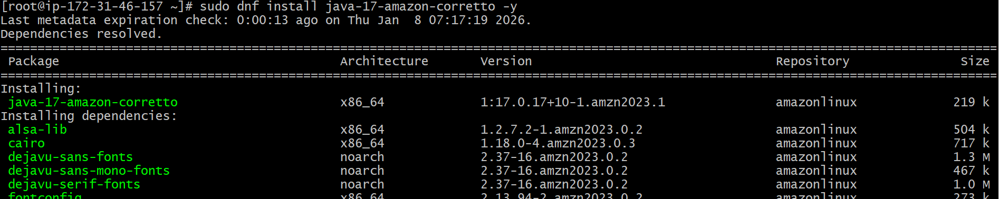 [root@ip-172-31-46-157 ~]# sudo dnf install java-17-amazon-corretto -y
Last metadata expiration check: 0:00:13 ago on Thu Jan  8 07:17:19 2026.
Dependencies resolved.
================================================================================
Package Architecture Version Repository Size
================================================================================
Installing:
java-17-amazon-corretto x86_64 1:17.0.17+10-1.amzn2023.1 amazonlinux 219 k
Installing dependencies:
alsa-lib x86_64 1.2.7.2-1.amzn2023.0.2 amazonlinux 504 k
cairo x86_64 1.18.0-4.amzn2023.0.3 amazonlinux 717 k
dejavu-sans-fonts noarch 2.37-16.amzn2023.0.2 amazonlinux 1.3 M
dejavu-sans-mono-fonts noarch 2.37-16.amzn2023.0.2 amazonlinux 467 k
dejavu-serif-fonts noarch 2.37-16.amzn2023.0.2 amazonlinux 1.0 M
fontconfig x86_64 2.13.94-2.amzn2023.0.2 amazonlinux 273 k